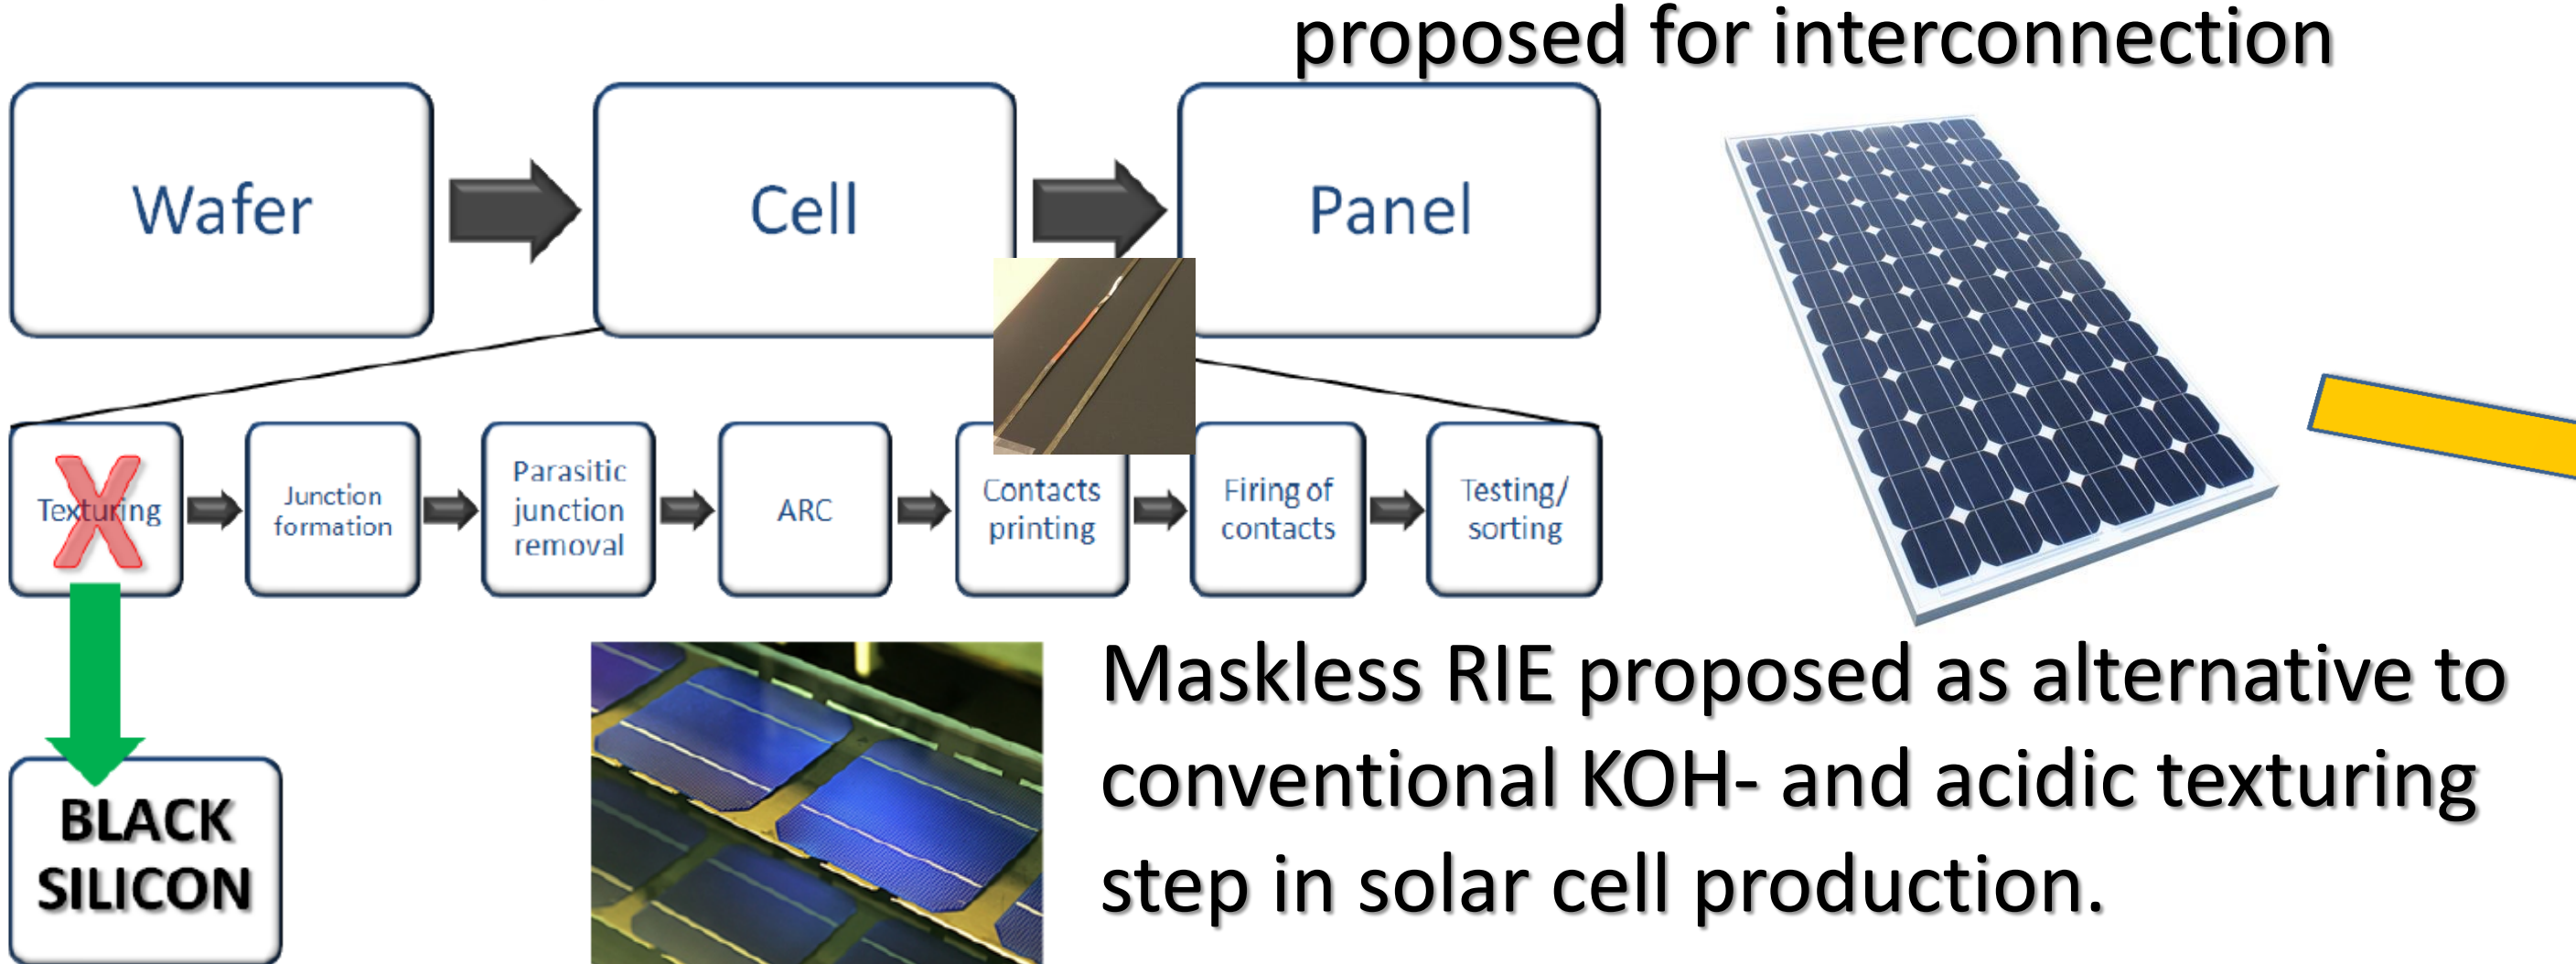 proposed for interconnection
Wafer
Cell
Panel
Texturing
X
Junction
formation
Parasitic
junction
removal
ARC
Contacts
printing
Firing of
contacts
Testing/
sorting
BLACK
SILICON
Maskless RIE proposed as alternative to
conventional KOH- and acidic texturing
step in solar cell production.